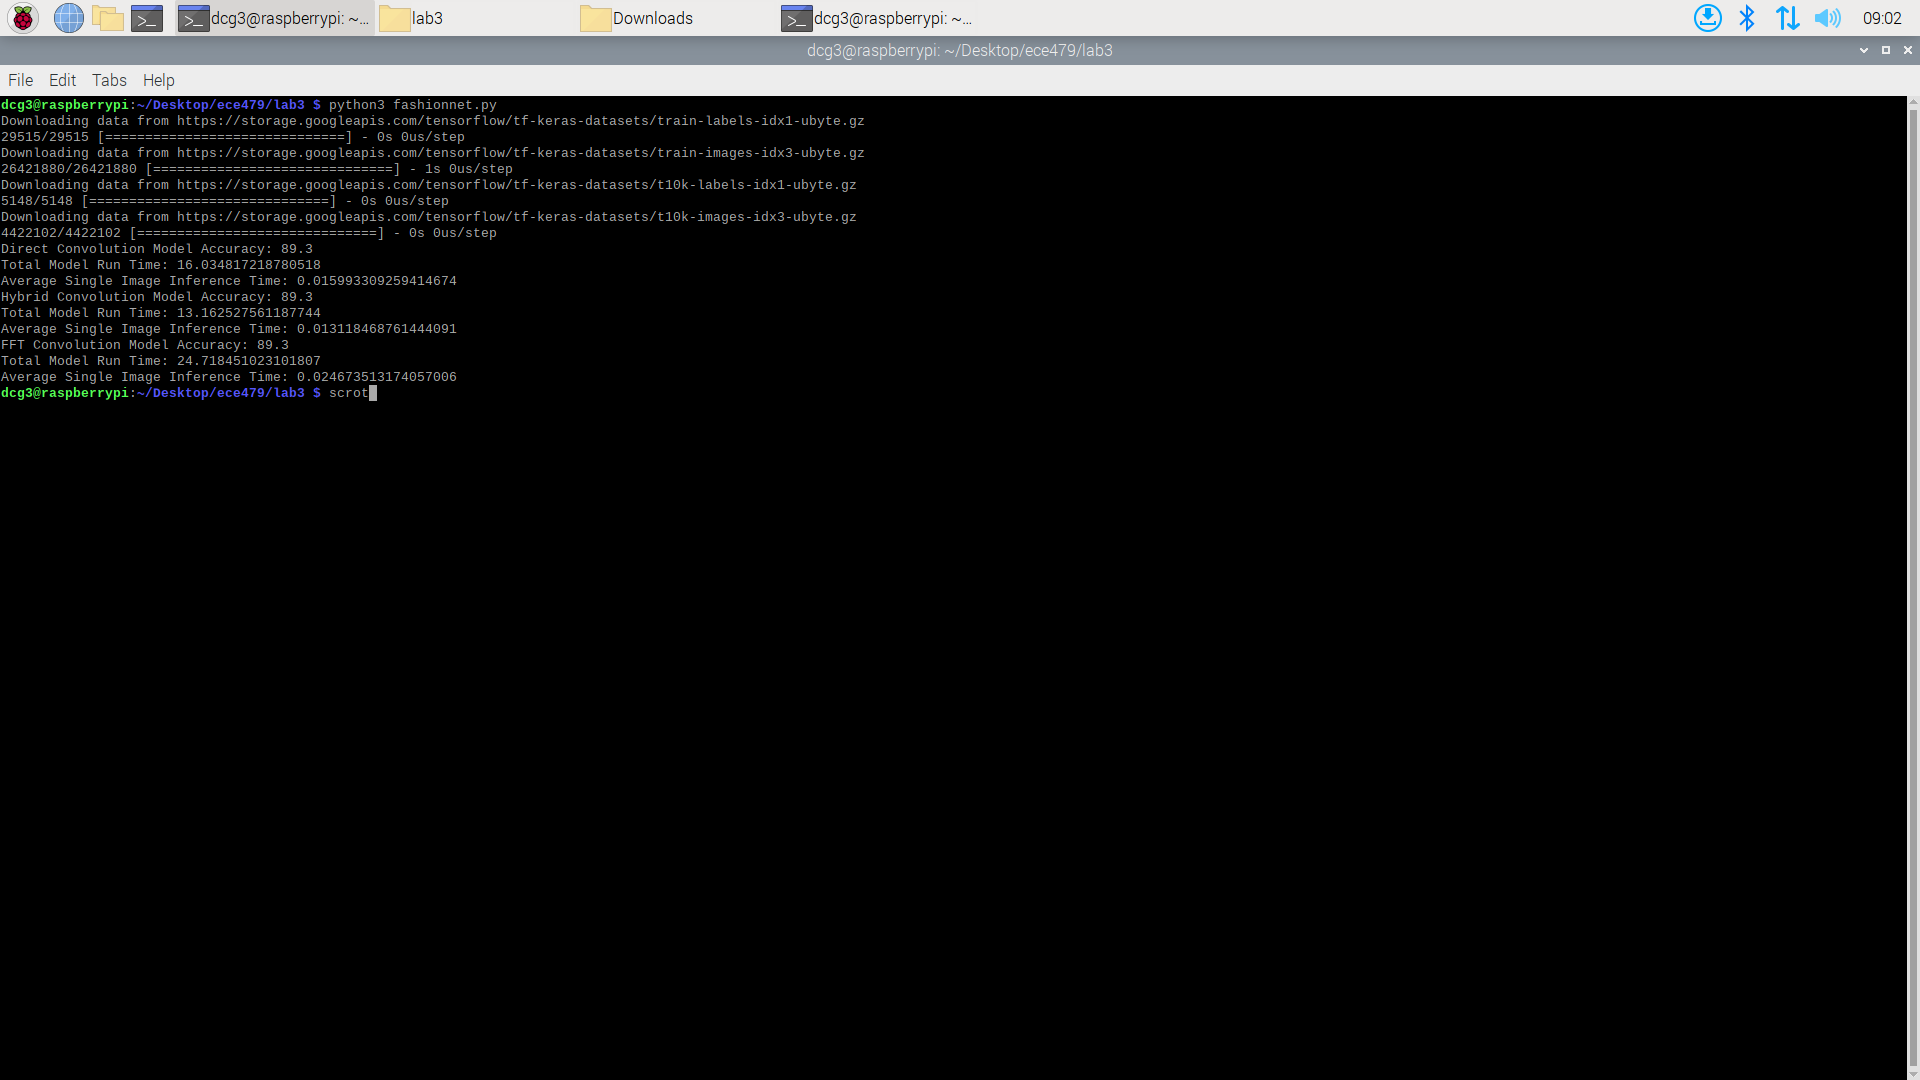 dcg3@raspberrypi: ~... lab3 Downloads dcg3@raspberrypi: ~... 09:02
dcg3@raspberrypi: ~/Desktop/ece479/lab3
File Edit Tabs Help
dcg3@raspberrypi:~/Desktop/ece479/lab3 $ python3 fashionnet.py
Downloading data from https://storage.googleapis.com/tensorflow/tf-keras-datasets/train-labels-idx1-ubyte.gz
29515/29515 [==============================] - 0s 0us/step
Downloading data from https://storage.googleapis.com/tensorflow/tf-keras-datasets/train-images-idx3-ubyte.gz
26421880/26421880 [==============================] - 1s 0us/step
Downloading data from https://storage.googleapis.com/tensorflow/tf-keras-datasets/t10k-labels-idx1-ubyte.gz
5148/5148 [==============================] - 0s 0us/step
Downloading data from https://storage.googleapis.com/tensorflow/tf-keras-datasets/t10k-images-idx3-ubyte.gz
4422102/4422102 [==============================] - 0s 0us/step
Direct Convolution Model Accuracy: 89.3
Total Model Run Time: 16.034817218780518
Average Single Image Inference Time: 0.015993309259414674
Hybrid Convolution Model Accuracy: 89.3
Total Model Run Time: 13.162527561187744
Average Single Image Inference Time: 0.013118468761444091
FFT Convolution Model Accuracy: 89.3
Total Model Run Time: 24.718451023101807
Average Single Image Inference Time: 0.024673513174057006
dcg3@raspberrypi:~/Desktop/ece479/lab3 $ scrot